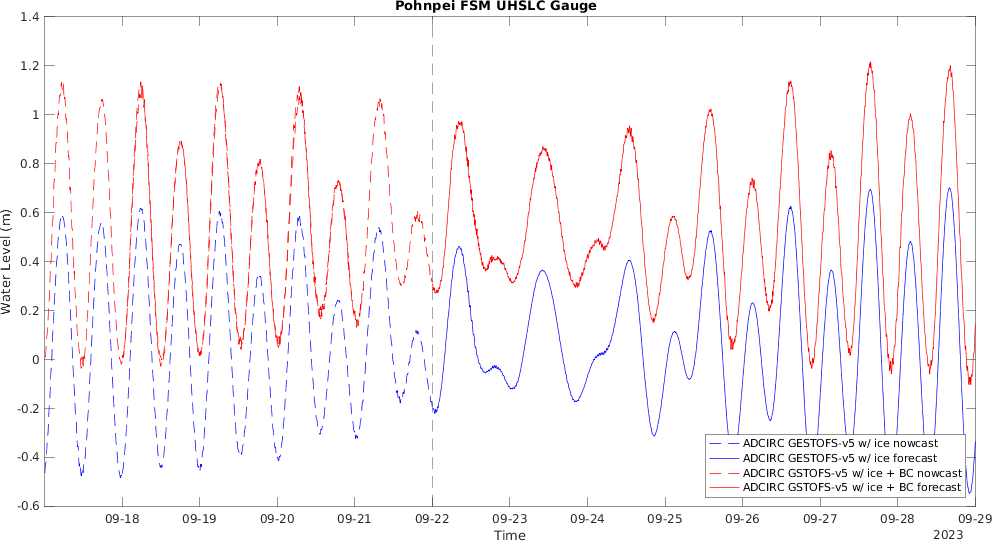 Pohnpei FSM UHSLC Gauge
1.4
1.2
1
0.8
0.6
0.4
0.2
0
-0.2
-0.4
-0.6
Water Level (m)
ADCIRC GESTOFS-v5 w/ ice nowcast
ADCIRC GESTOFS-v5 w/ ice forecast
ADCIRC GSTOFS-v5 w/ ice + BC nowcast
ADCIRC GSTOFS-v5 w/ ice + BC forecast
09-18 09-19 09-20 09-21 09-22 09-23 09-24 09-25 09-26 09-27 09-28 09-29
Time
2023